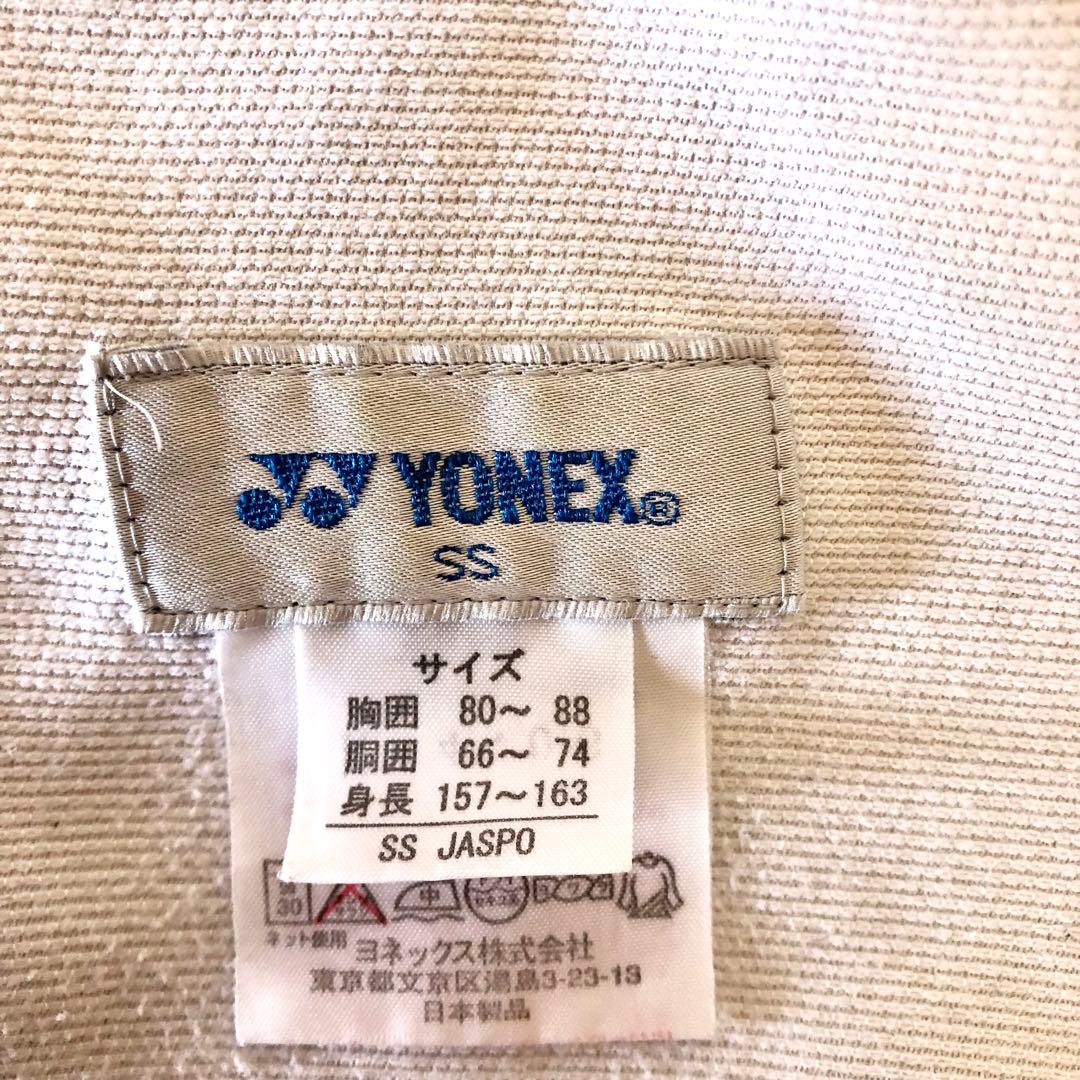 YONEX®
SS
サイズ
胸囲 80～ 88
胴囲 66～ 74
身長 157～163
SS JASPO
30
中
ネット使用
ヨネックス株式会社
東京都文京区湯島3-23-13
日本製品